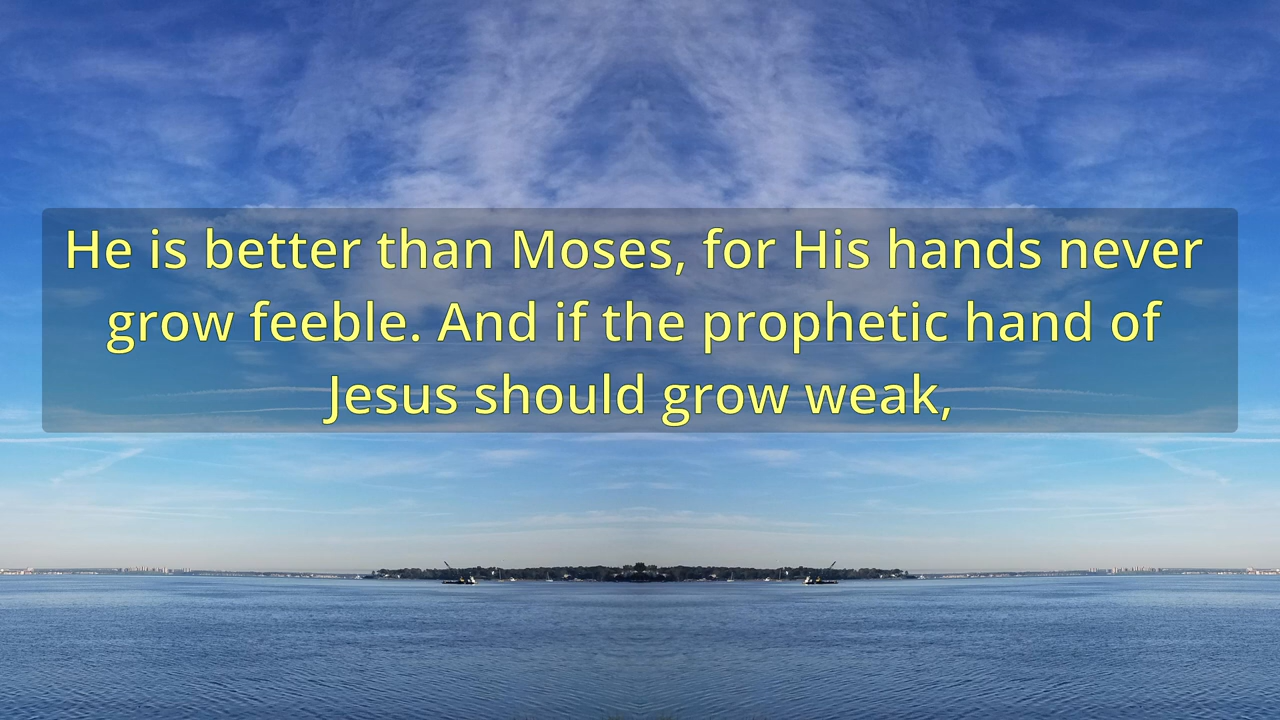 He is better than Moses, for His hands never
grow feeble. And if the prophetic hand of
Jesus should grow weak,